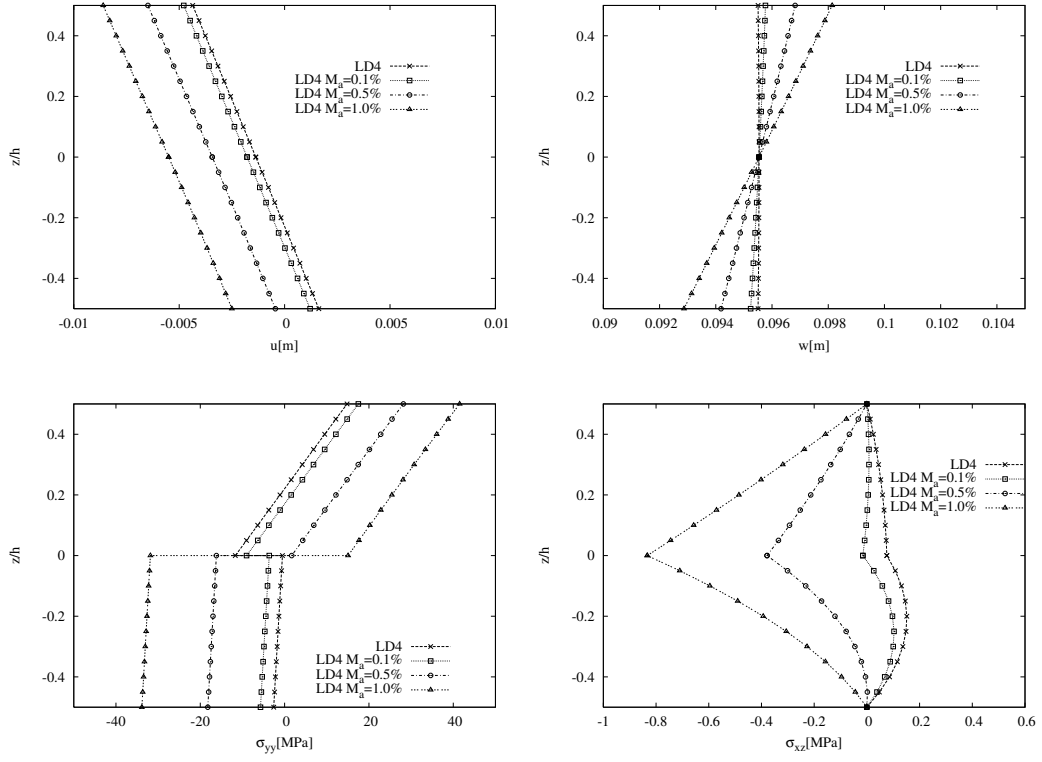 0.4
0.2
0
-0.2
-0.4
z/h
-0.01
-0.005
0
0.005
0.01
u[m]
LD4
LD4 Ma=0.1%
LD4 Ma=0.5%
LD4 Ma=1.0%
0.4
0.2
0
-0.2
-0.4
z/h
0.09
0.092
0.094
0.096
0.098
0.1
0.102
0.104
w[m]
LD4
LD4 Ma=0.1%
LD4 Ma=0.5%
LD4 Ma=1.0%
0.4
0.2
0
-0.2
-0.4
z/h
-40
-20
0
20
40
σyy[MPa]
LD4
LD4 Ma=0.1%
LD4 Ma=0.5%
LD4 Ma=1.0%
0.4
0.2
0
-0.2
-0.4
z/h
-1
-0.8
-0.6
-0.4
-0.2
0
0.2
0.4
0.6
σxz[MPa]
LD4
LD4 Ma=0.1%
LD4 Ma=0.5%
LD4 Ma=1.0%